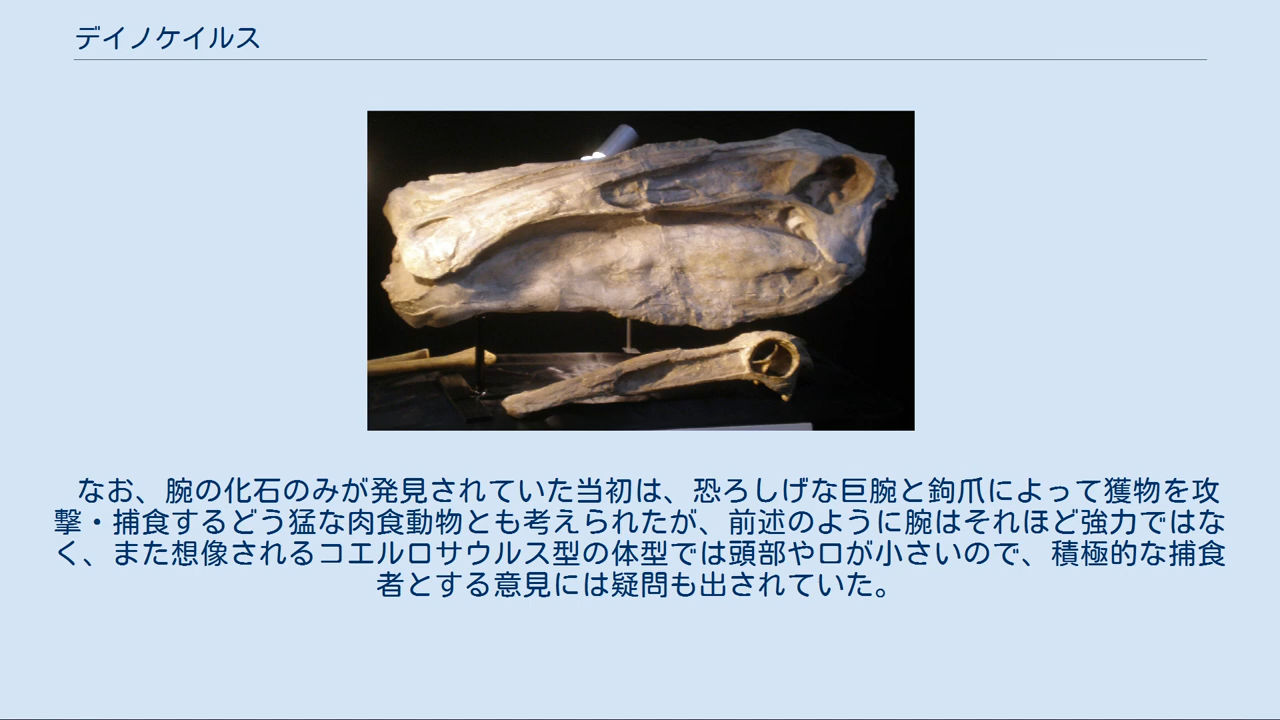 デイノケイルス
なお、腕の化石のみが発見されていた当初は、恐ろしげな巨腕と鉤爪によって獲物を攻
撃・捕食するどう猛な肉食動物とも考えられたが、前述のように腕はそれほど強力ではな
く、また想像されるコエルロサウルス型の体型では頭部や口が小さいので、積極的な捕食
者とする意見には疑問も出されていた。